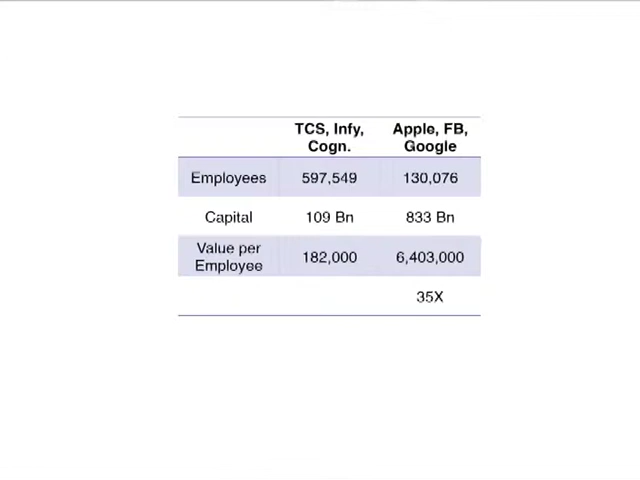 TCS, Infy, Apple, FB,
Cogn. Google
Employees 597,549 130,076
Capital 109 Bn 833 Bn
Value per
Employee 182,000 6,403,000
35X